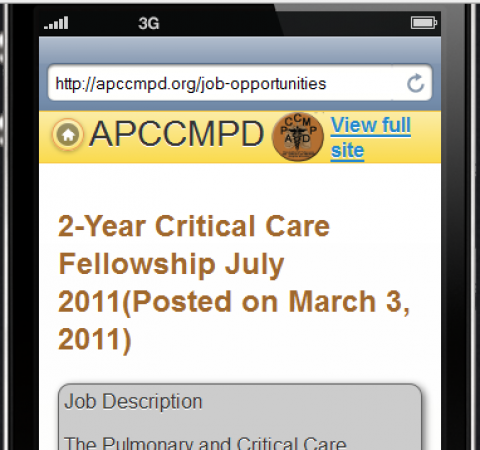 3G
http://apccmpd.org/job-opportunities
APCCMPD
View full
site
2-Year Critical Care
Fellowship July
2011(Posted on March 3,
2011)
Job Description
The Pulmonary and Critical Care